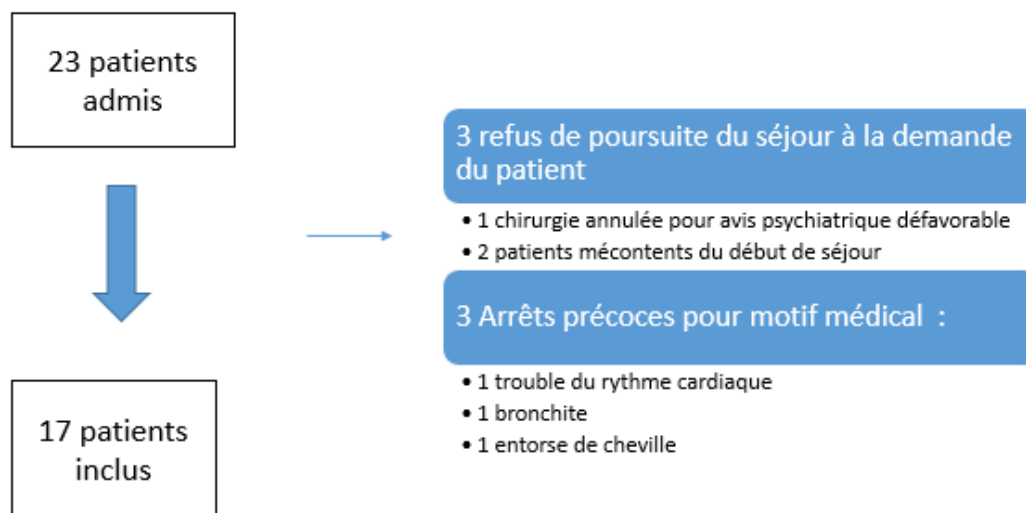 23 patients
admis
3 refus de poursuite du séjour à la demande
du patient
• 1 chirurgie annulée pour avis psychiatrique défavorable
• 2 patients mécontents du début de séjour
3 Arrêts précoces pour motif médical :
• 1 trouble du rythme cardiaque
• 1 bronchite
• 1 entorse de cheville
17 patients
inclus